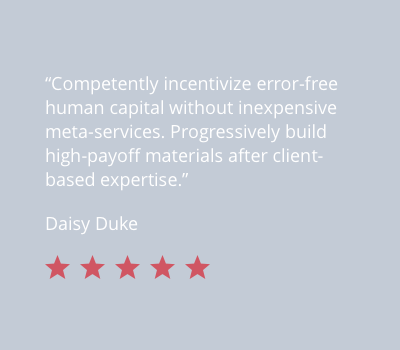 “Competently incentivize error-free
human capital without inexpensive
meta-services. Progressively build
high-payoff materials after client-
based expertise.”
Daisy Duke